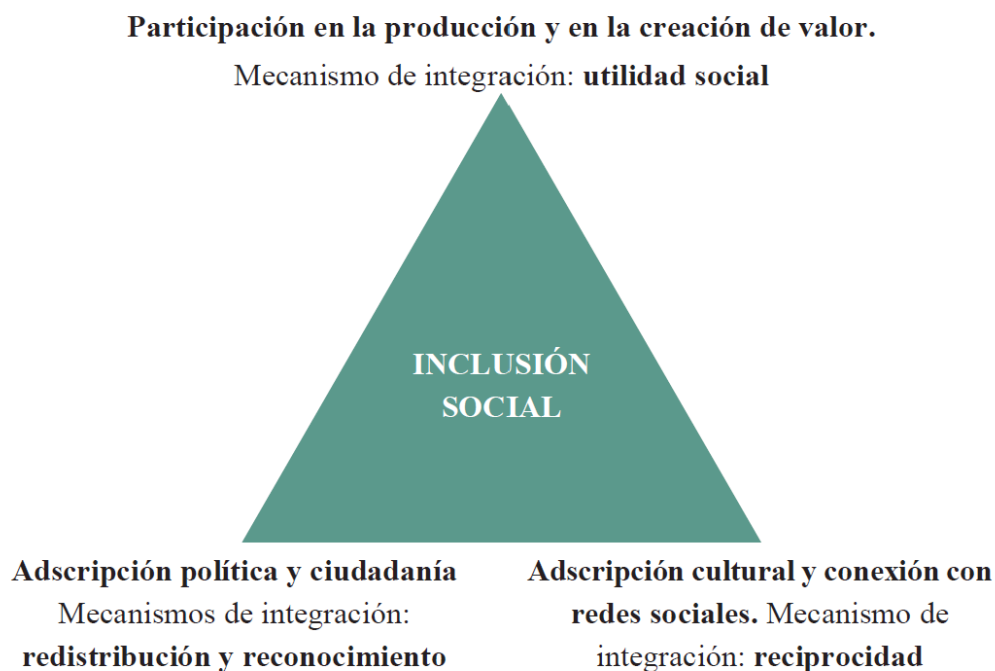 Participación en la producción y en la creación de valor.
Mecanismo de integración: utilidad social
INCLUSIÓN
SOCIAL
Adscripción política y ciudadanía
Mecanismos de integración:
redistribución y reconocimiento
Adscripción cultural y conexión con
redes sociales. Mecanismo de
integración: reciprocidad